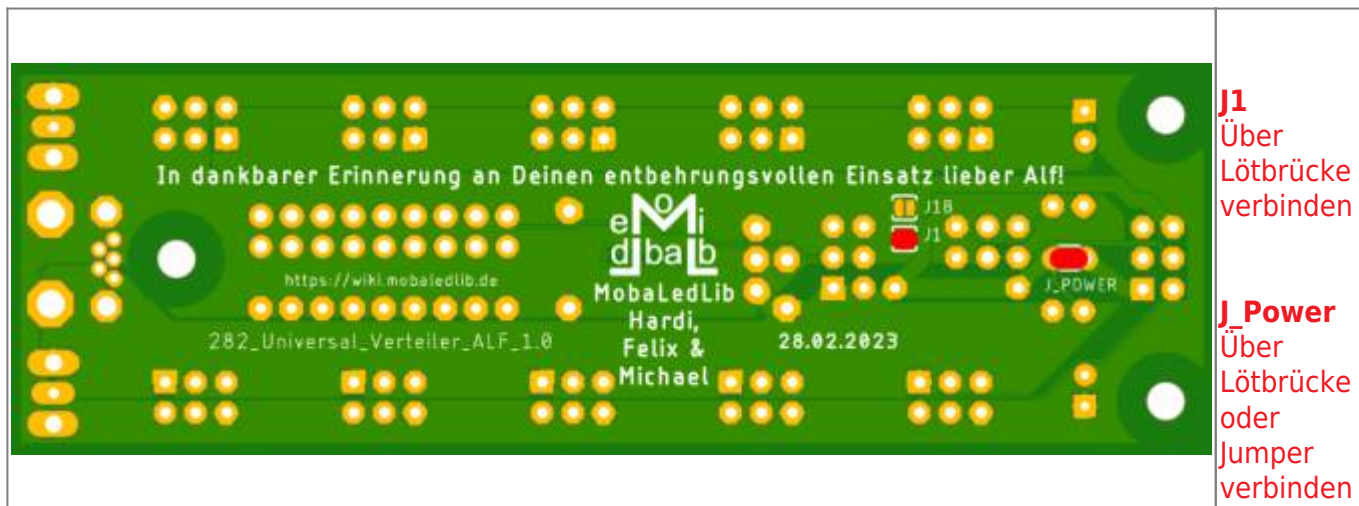 In dankbarer Erinnerung an Deinen entbehrungsvollen Einsatz lieber Alf!
J1B
J1
o
e M i
d ba b
https://wiki.mobaledlib.de
J_POWER
MobaLedLib
Hardi,
Felix &
Michael
282_Universal_Verteiler_ALF_1.0
28.02.2023
J1
Über
Lötbrücke
verbinden
J_Power
Über
Lötbrücke
oder
Jumper
verbinden